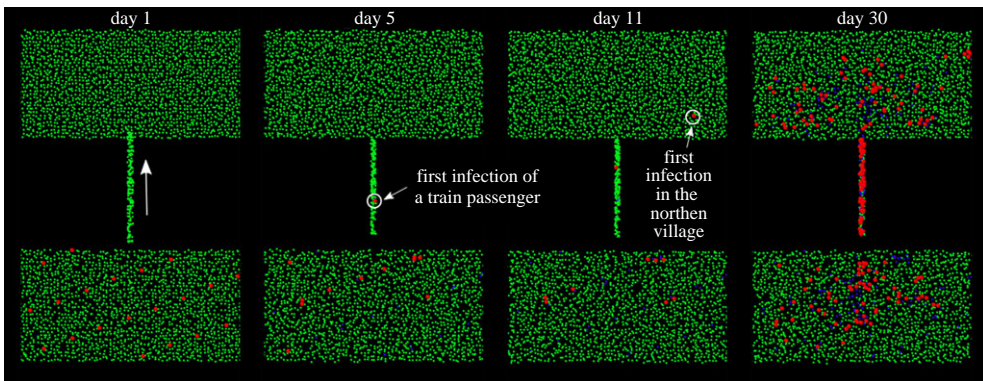 day 1
day 5
day 11
day 30
first infection of
a train passenger
first
infection
in the
northen
village